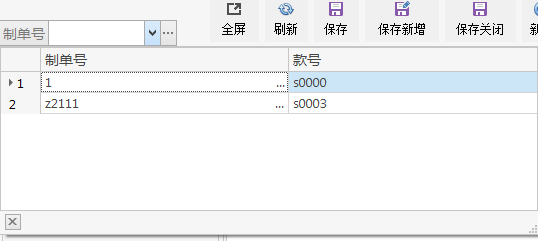 制单号 ... 全屏 刷新 保存 保存新增 保存关闭
制单号 款号
1 1 ... s0000
2 z2111 ... s0003